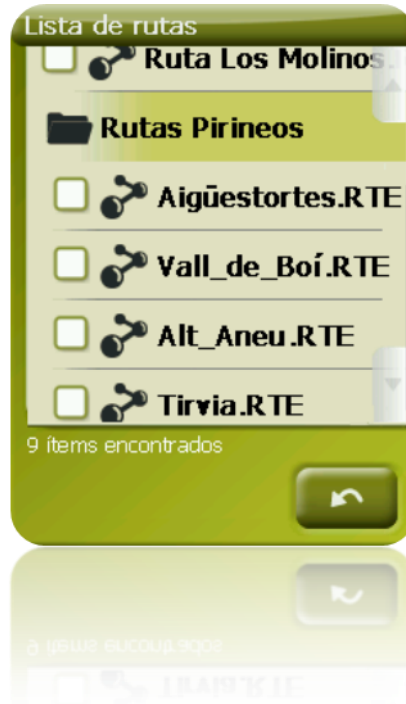 Lista de rutas
Ruta Los Molinos.
Rutas Pirineos
Aigüestortes.RTE
Vall_de_Boí.RTE
Alt_Aneu.RTE
Tirvia.RTE
9 ítems encontrados